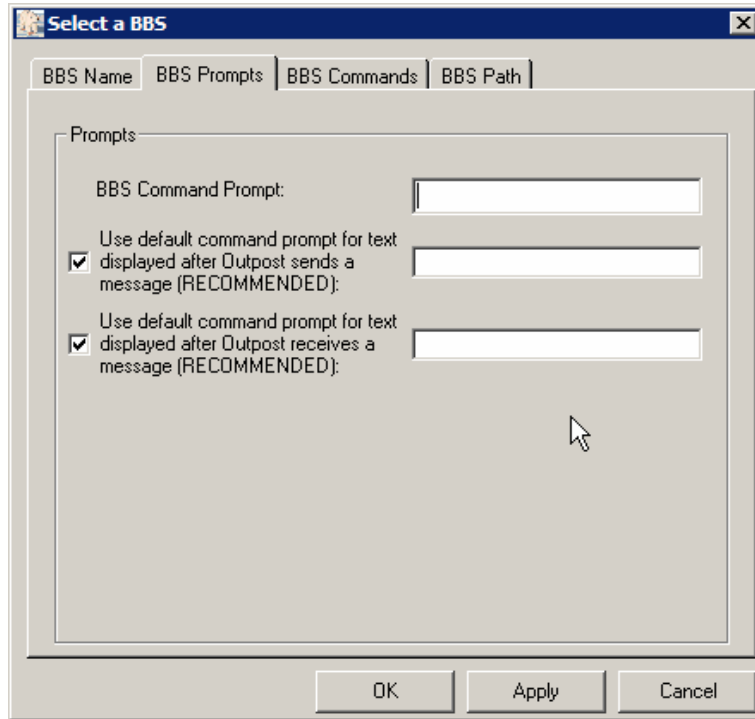 Select a BBS
BBS Name BBS Prompts BBS Commands BBS Path
Prompts
BBS Command Prompt:
Use default command prompt for text
displayed after Outpost sends a
message (RECOMMENDED):
Use default command prompt for text
displayed after Outpost receives a
message (RECOMMENDED):
OK Apply Cancel